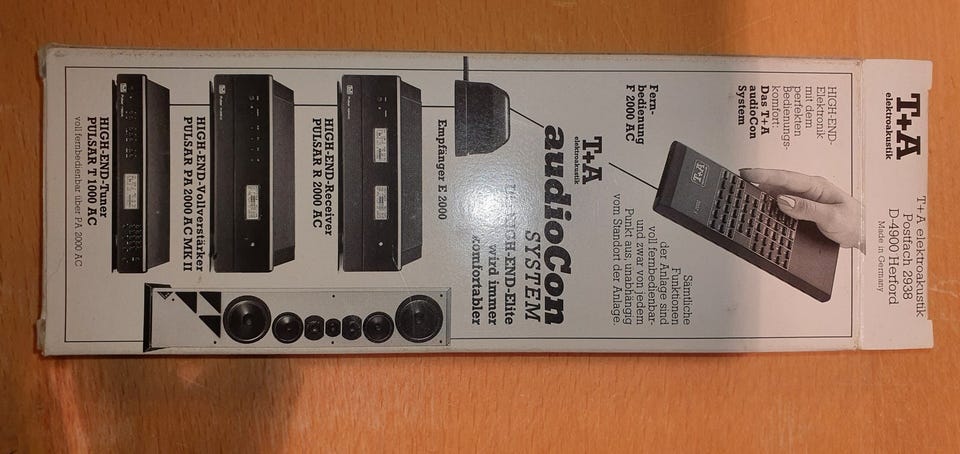 T+A
elektroakustik
T+A elektroakustik
Postfach 2938
D-4900 Herford
Made in Germany
HIGH-END-
Elektronik
mit dem
perfekten
Bedienungs-
komfort:
Das T+A
audioCon
System
T+A
Fern-
bedienung
F 2000 AC
Sämtliche
Funktionen
der Anlage sind
voll fernbedienbar-
und zwar von jedem
Punkt aus, unabhängig
vom Standort der Anlage.
T+A
elektroakustik
audioCon
SYSTEM
HIGH-END-Elite
wird immer
komfortabler
Empfänger E 2000
HIGH-END-Receiver
PULSAR R 2000 AC
HIGH-END-Vollverstärker
PULSAR PA 2000 AC MK II
HIGH-END-Tuner
PULSAR T 1000 AC
voll fernbedienbar über PA 2000 AC